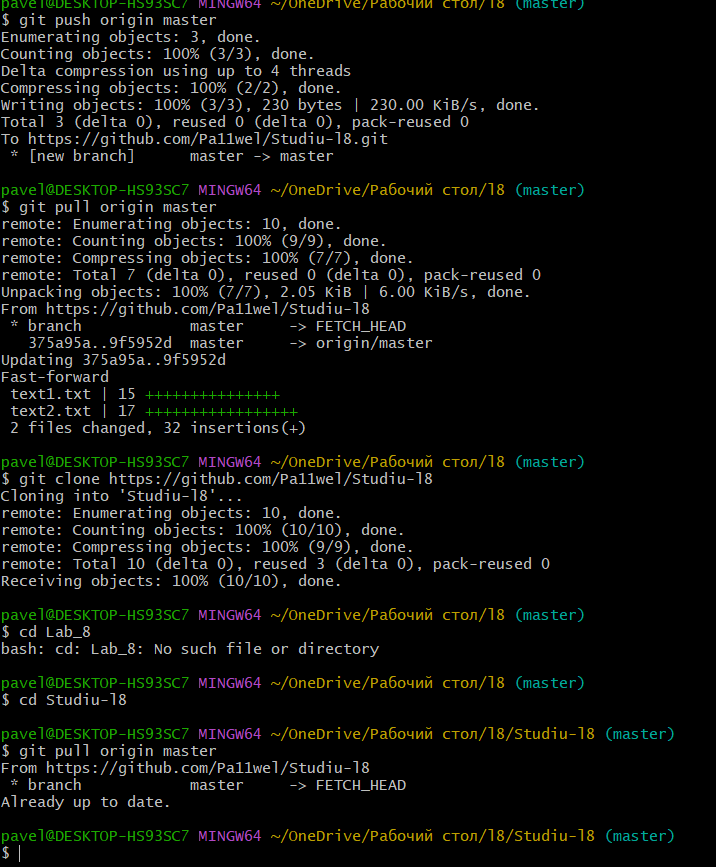 pavel@DESKTOP-HS93SC7 MINGW64 ~/OneDrive/Рабочий стол/l8 (master)
$ git push origin master
Enumerating objects: 3, done.
Counting objects: 100% (3/3), done.
Delta compression using up to 4 threads
Compressing objects: 100% (2/2), done.
Writing objects: 100% (3/3), 230 bytes | 230.00 KiB/s, done.
Total 3 (delta 0), reused 0 (delta 0), pack-reused 0
To https://github.com/Pa11wel/Studiu-l8.git
 * [new branch]      master -> master

pavel@DESKTOP-HS93SC7 MINGW64 ~/OneDrive/Рабочий стол/l8 (master)
$ git pull origin master
remote: Enumerating objects: 10, done.
remote: Counting objects: 100% (9/9), done.
remote: Compressing objects: 100% (7/7), done.
remote: Total 7 (delta 0), reused 0 (delta 0), pack-reused 0
Unpacking objects: 100% (7/7), 2.05 KiB | 6.00 KiB/s, done.
From https://github.com/Pa11wel/Studiu-l8
 * branch            master     -> FETCH_HEAD
   375a95a..9f5952d  master     -> origin/master
Updating 375a95a..9f5952d
Fast-forward
 text1.txt | 15 +++++++++++++++
 text2.txt | 17 +++++++++++++++++
 2 files changed, 32 insertions(+)

pavel@DESKTOP-HS93SC7 MINGW64 ~/OneDrive/Рабочий стол/l8 (master)
$ git clone https://github.com/Pa11wel/Studiu-l8
Cloning into 'Studiu-l8'...
remote: Enumerating objects: 10, done.
remote: Counting objects: 100% (10/10), done.
remote: Compressing objects: 100% (9/9), done.
remote: Total 10 (delta 0), reused 3 (delta 0), pack-reused 0
Receiving objects: 100% (10/10), done.

pavel@DESKTOP-HS93SC7 MINGW64 ~/OneDrive/Рабочий стол/l8 (master)
$ cd Lab_8
bash: cd: Lab_8: No such file or directory

pavel@DESKTOP-HS93SC7 MINGW64 ~/OneDrive/Рабочий стол/l8 (master)
$ cd Studiu-l8

pavel@DESKTOP-HS93SC7 MINGW64 ~/OneDrive/Рабочий стол/l8/Studiu-l8 (master)
$ git pull origin master
From https://github.com/Pa11wel/Studiu-l8
 * branch            master     -> FETCH_HEAD
Already up to date.

pavel@DESKTOP-HS93SC7 MINGW64 ~/OneDrive/Рабочий стол/l8/Studiu-l8 (master)
$